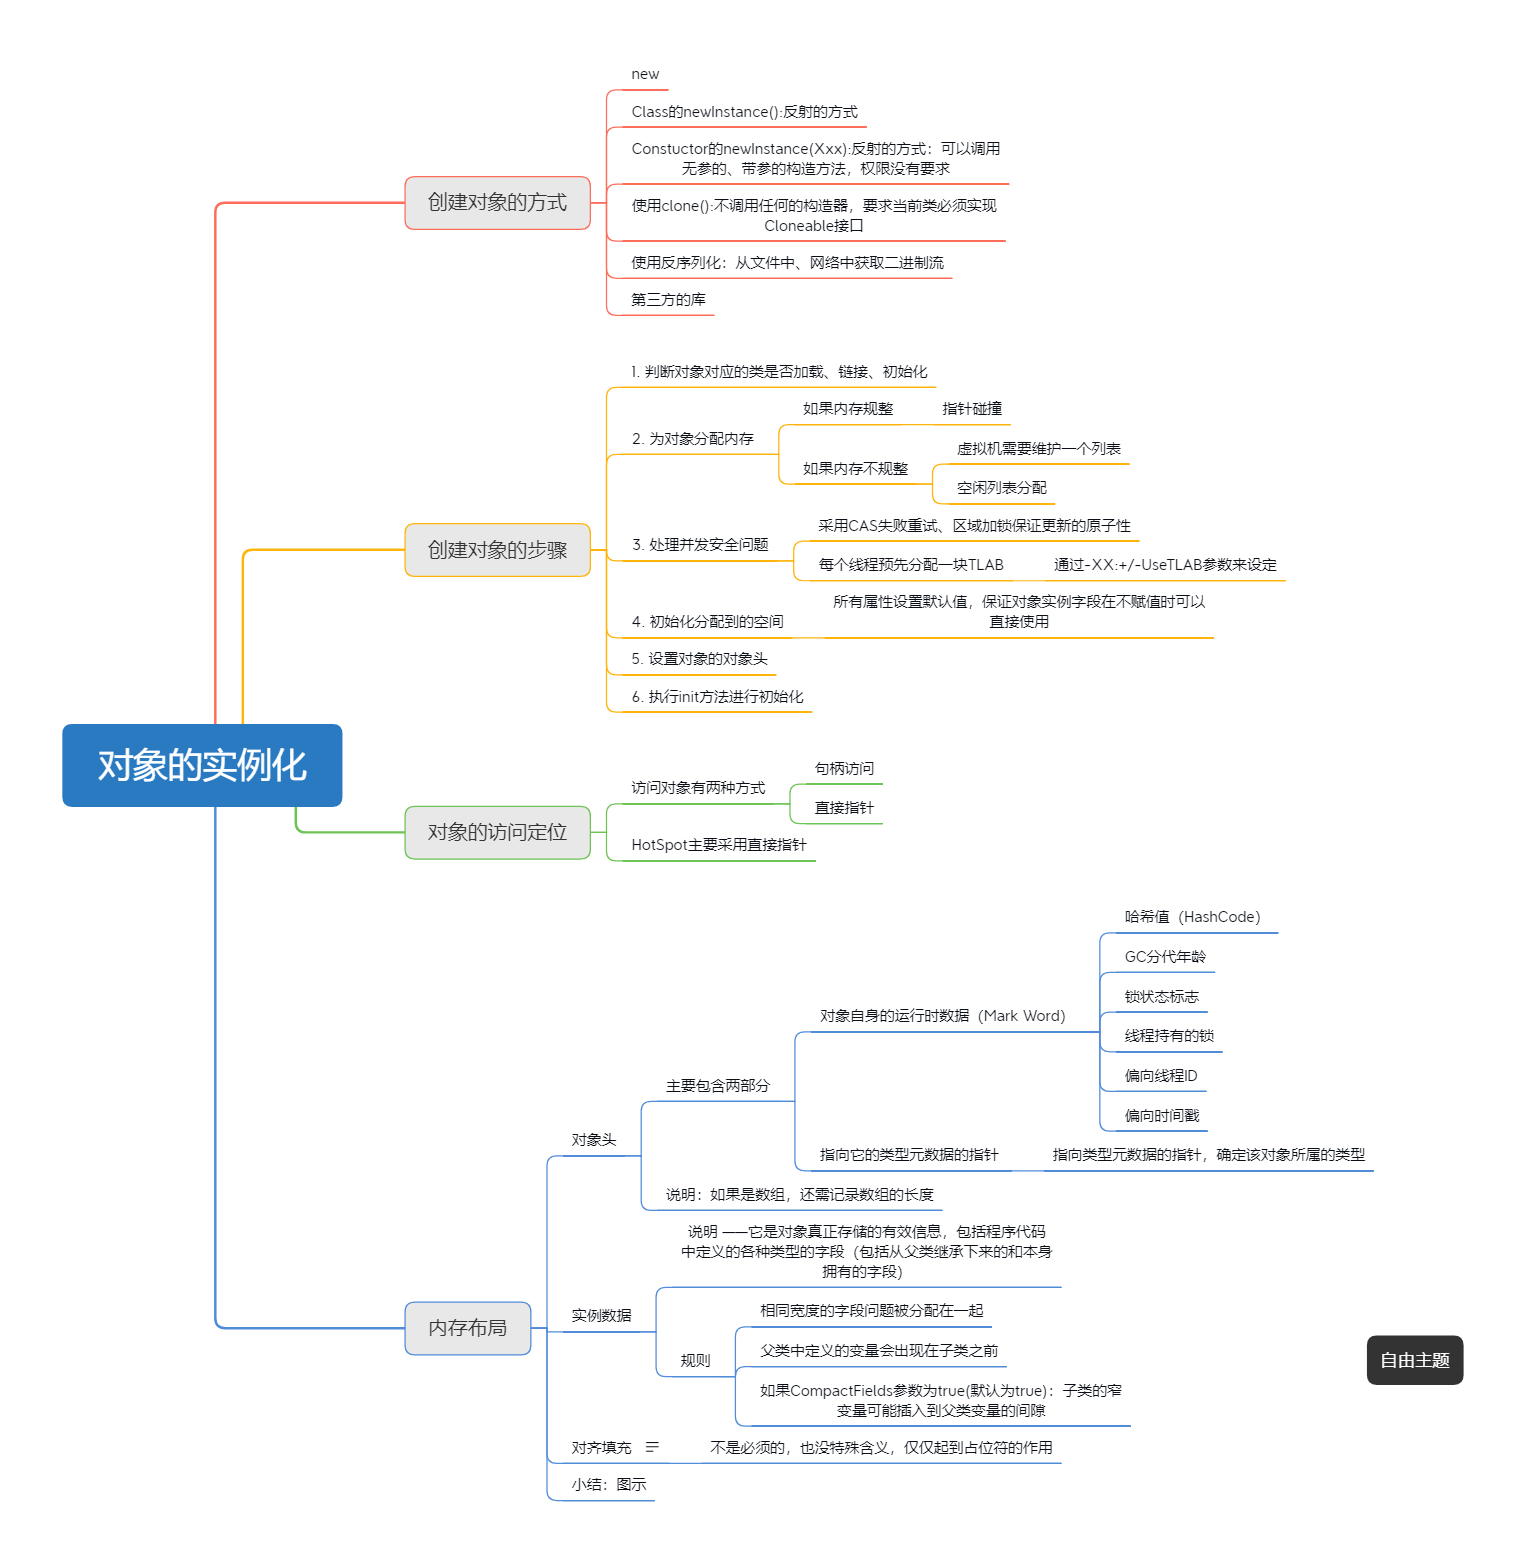 new
Class的newInstance():反射的方式
Constuctor的newInstance(Xxx):反射的方式：可以调用
无参的、带参的构造方法，权限没有要求
创建对象的方式
使用clone():不调用任何的构造器，要求当前类必须实现
Cloneable接口
使用反序列化：从文件中、网络中获取二进制流
第三方的库
1. 判断对象对应的类是否加载、链接、初始化
如果内存规整
指针碰撞
2. 为对象分配内存
虚拟机需要维护一个列表
如果内存不规整
空闲列表分配
创建对象的步骤
采用CAS失败重试、区域加锁保证更新的原子性
3. 处理并发安全问题
每个线程预先分配一块TLAB
通过-XX:+/-UseTLAB参数来设定
所有属性设置默认值，保证对象实例字段在不赋值时可以
直接使用
4. 初始化分配到的空间
5. 设置对象的对象头
6. 执行init方法进行初始化
对象的实例化
句柄访问
访问对象有两种方式
直接指针
对象的访问定位
HotSpot主要采用直接指针
哈希值（HashCode）
GC分代年龄
锁状态标志
对象自身的运行时数据（Mark Word）
线程持有的锁
偏向线程ID
主要包含两部分
偏向时间戳
对象头
指向它的类型元数据的指针
指向类型元数据的指针，确定该对象所属的类型
说明：如果是数组，还需记录数组的长度
说明 ——它是对象真正存储的有效信息，包括程序代码
中定义的各种类型的字段（包括从父类继承下来的和本身
拥有的字段）
实例数据
相同宽度的字段问题被分配在一起
内存布局
规则
父类中定义的变量会出现在子类之前
自由主题
如果CompactFields参数为true(默认为true)：子类的窄
变量可能插入到父类变量的间隙
对齐填充
不是必须的，也没特殊含义，仅仅起到占位符的作用
小结：图示